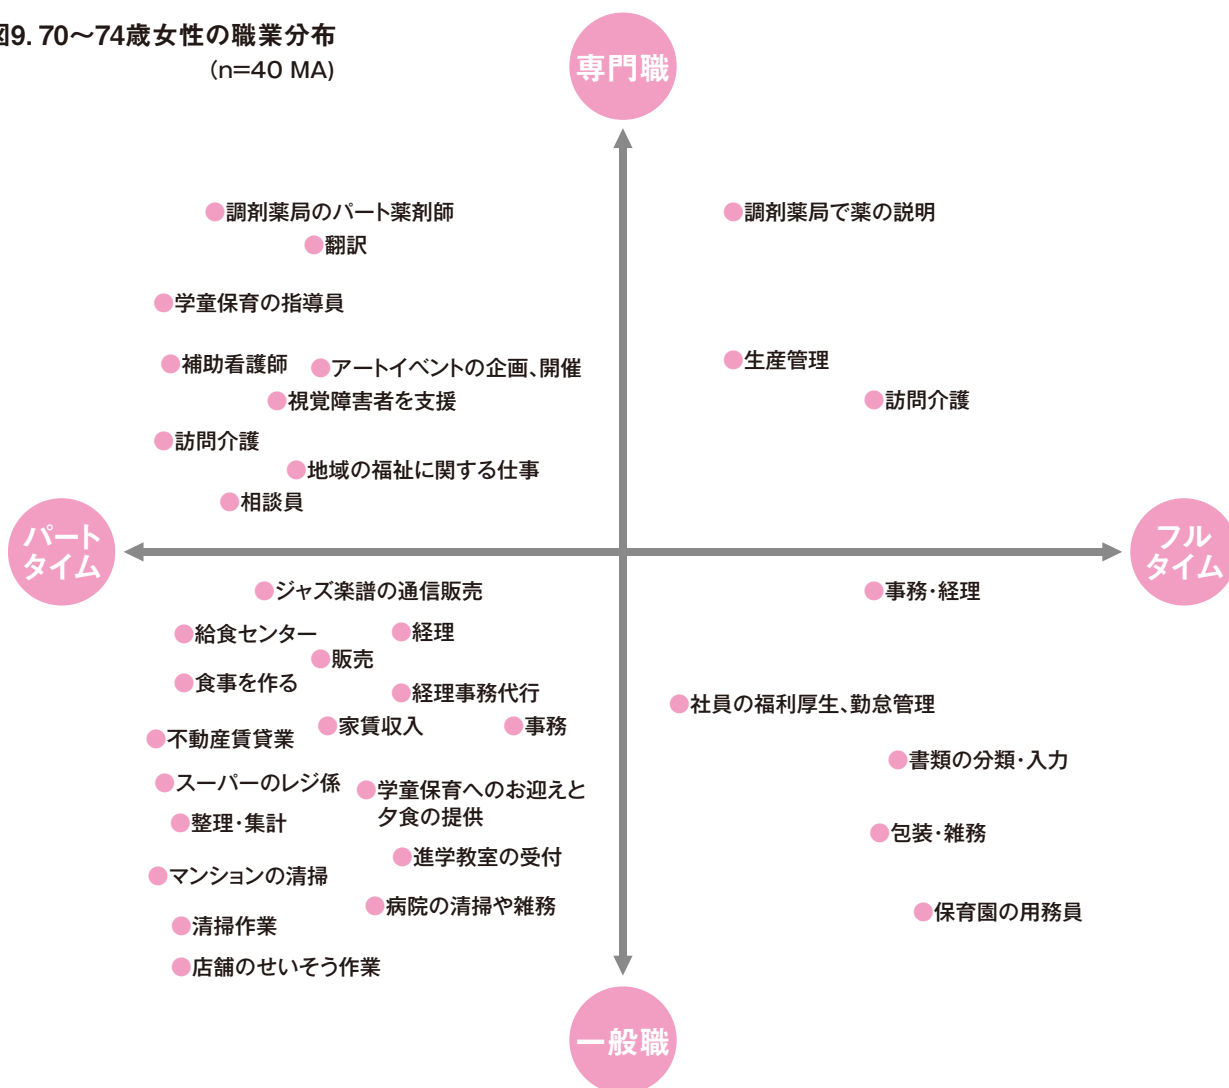 図9. 70〜74歳女性の職業分布
(n=40 MA)
専門職
調剤薬局のパート薬剤師
調剤薬局で薬の説明
翻訳
学童保育の指導員
補助看護師
アートイベントの企画、開催
生産管理
視覚障害者を支援
訪問介護
訪問介護
地域の福祉に関する仕事
相談員
パート
タイム
フル
タイム
ジャズ楽譜の通信販売
事務・経理
給食センター
経理
販売
食事を作る
経理事務代行
社員の福利厚生、勤怠管理
不動産賃貸業
家賃収入
事務
書類の分類・入力
スーパーのレジ係
学童保育へのお迎えと
夕食の提供
整理・集計
包装・雑務
進学教室の受付
マンションの清掃
病院の清掃や雑務
保育園の用務員
清掃作業
店舗のせいそう作業
一般職